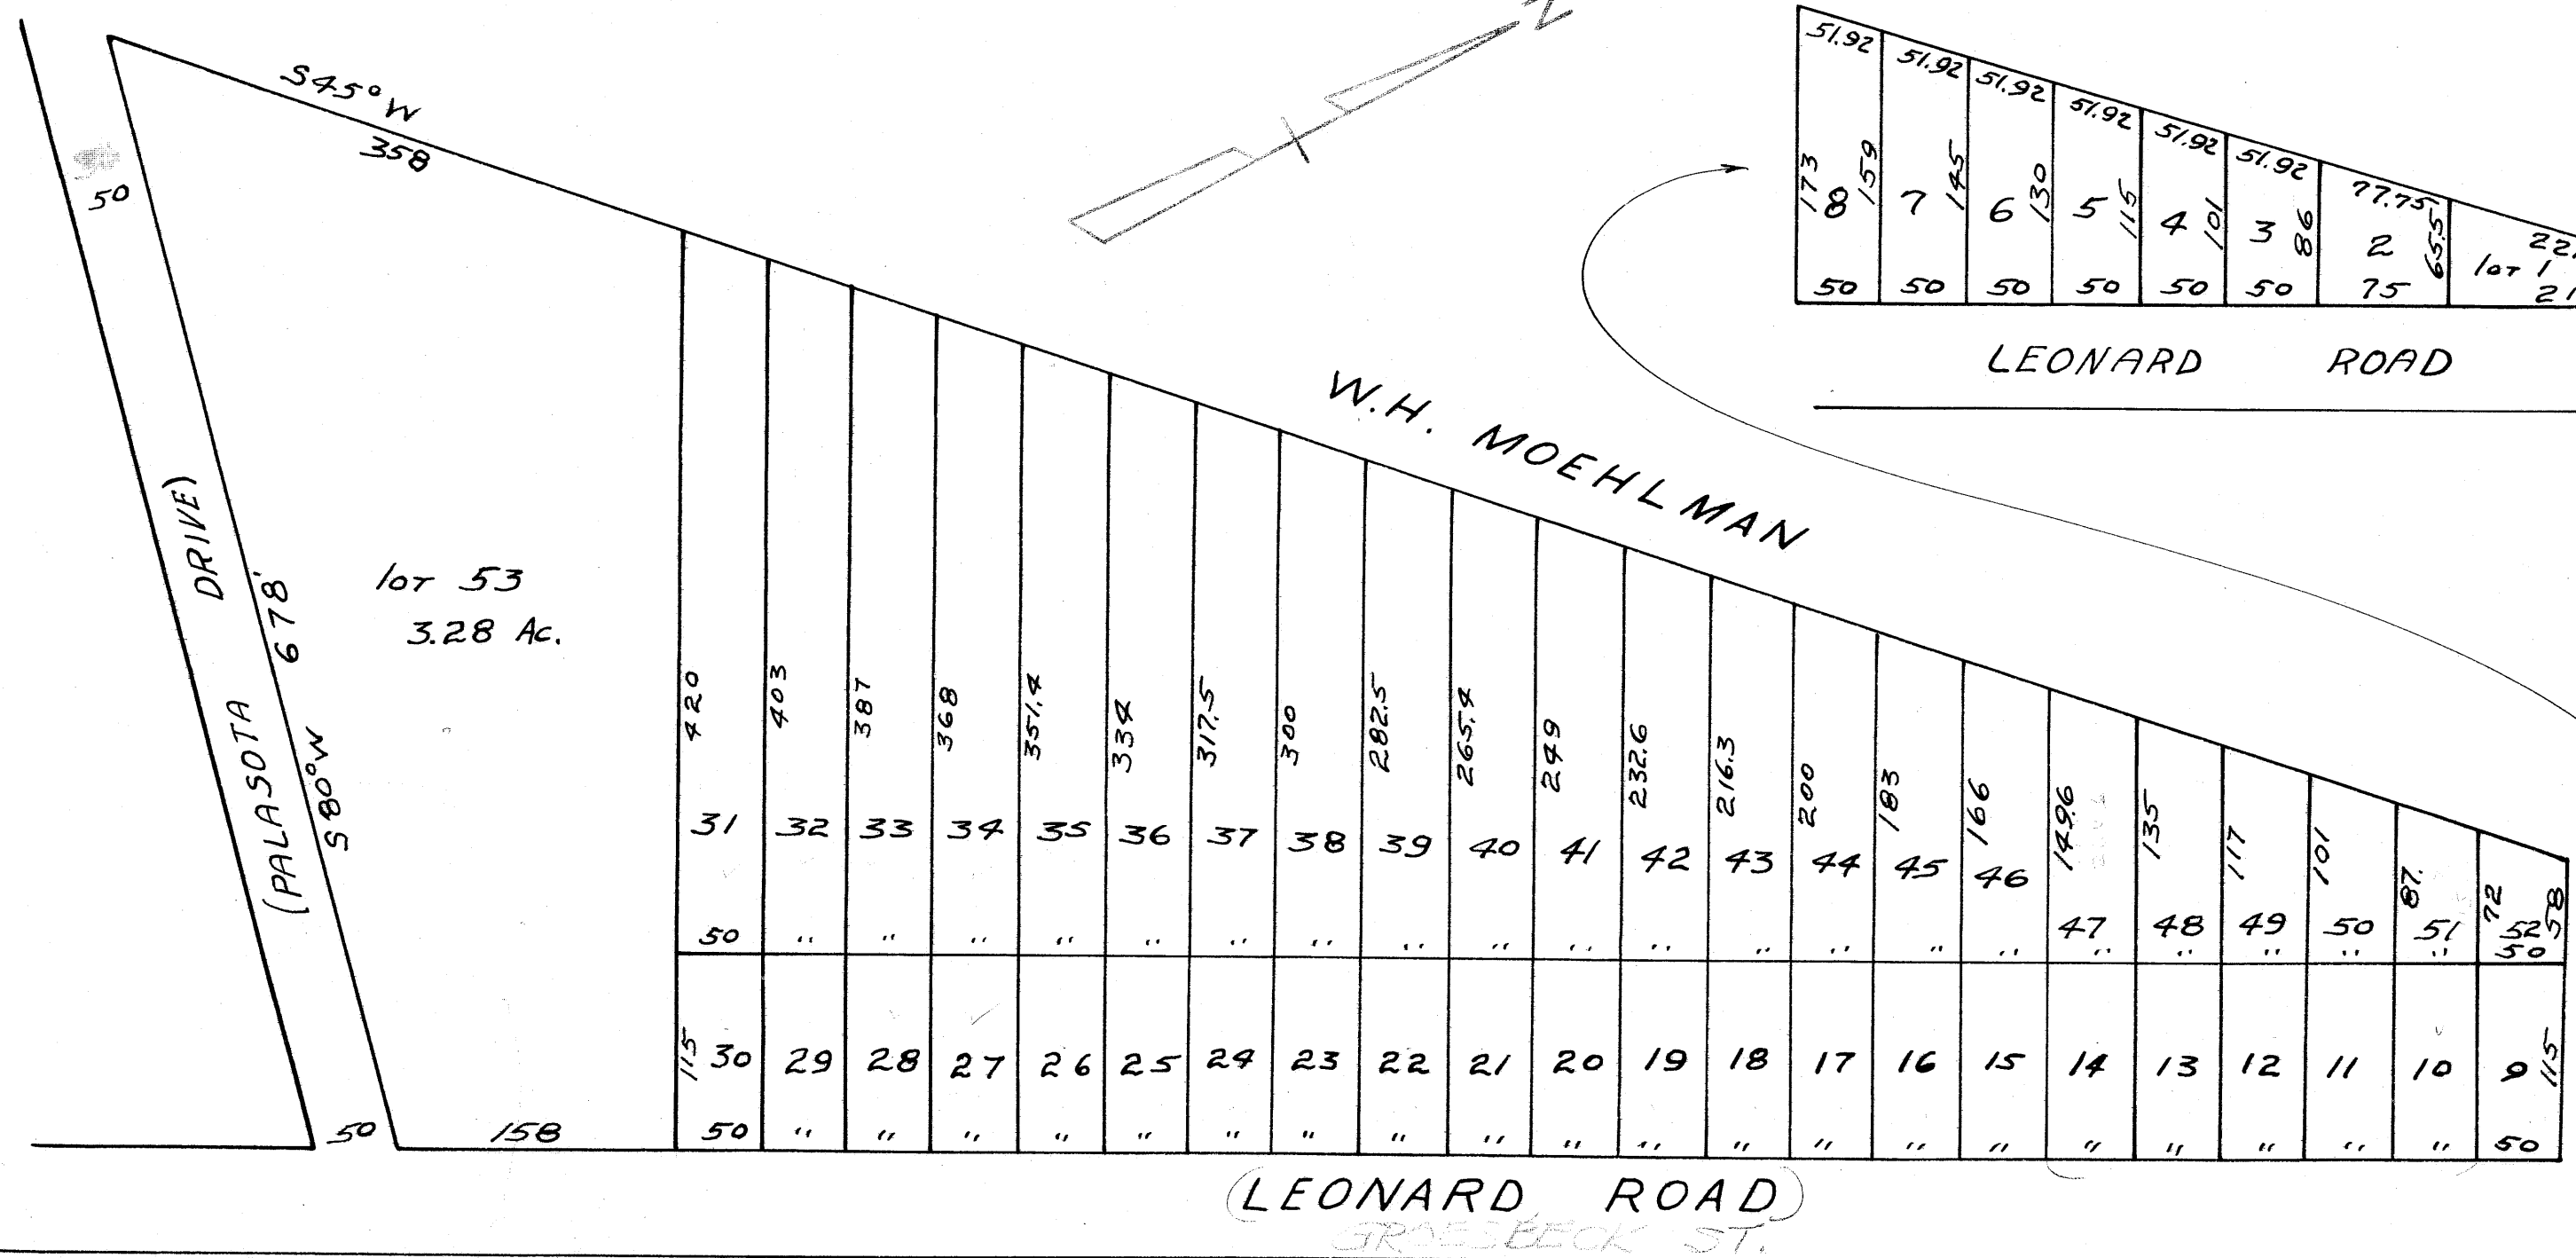 N
S45°W
358
50
51.92 51.92 51.92 51.92 51.92 51.92 77.75 22.
173 159 145 130 115 101 86 65.5
8 7 6 5 4 3 2 lot 1
50 50 50 50 50 50 75 21
LEONARD ROAD
W.H. MOEHLMAN
(PALASOTA DRIVE)
S80°W 678'
lot 53
3.28 Ac.
420 403 387 368 351.4 334 317.5 300 282.5 265.4 249 232.6 216.3 200 183 166 149.6 135 117 101 87. 72 58
31 32 33 34 35 36 37 38 39 40 41 42 43 44 45 46 47 48 49 50 51 52
50 " " " " " " " " " " " " " " " " " " " " 50
115 30 29 28 27 26 25 24 23 22 21 20 19 18 17 16 15 14 13 12 11 10 9 115
50 158 50 " " " " " " " " " " " " " " " " " " " " 50
(LEONARD ROAD)
GROESBECK ST.